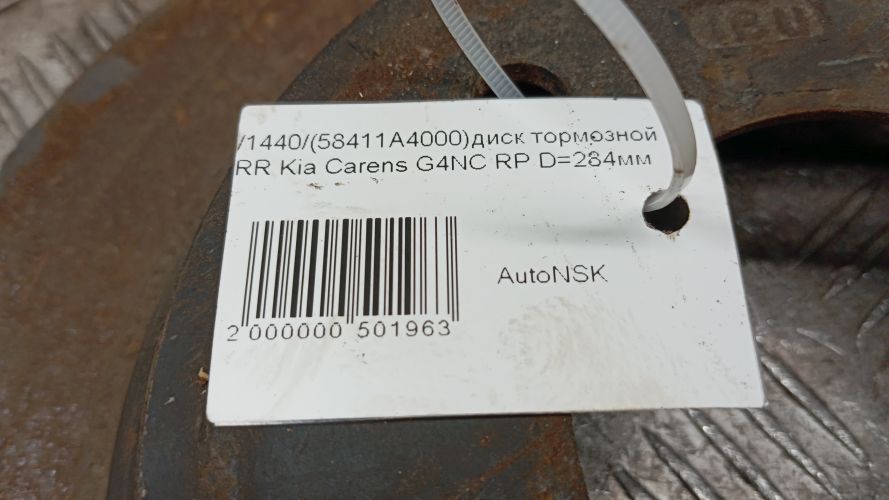 /1440/(58411A4000)диск тормозной
RR Kia Carens G4NC RP D=284мм
AutoNSK
2 000000 501963